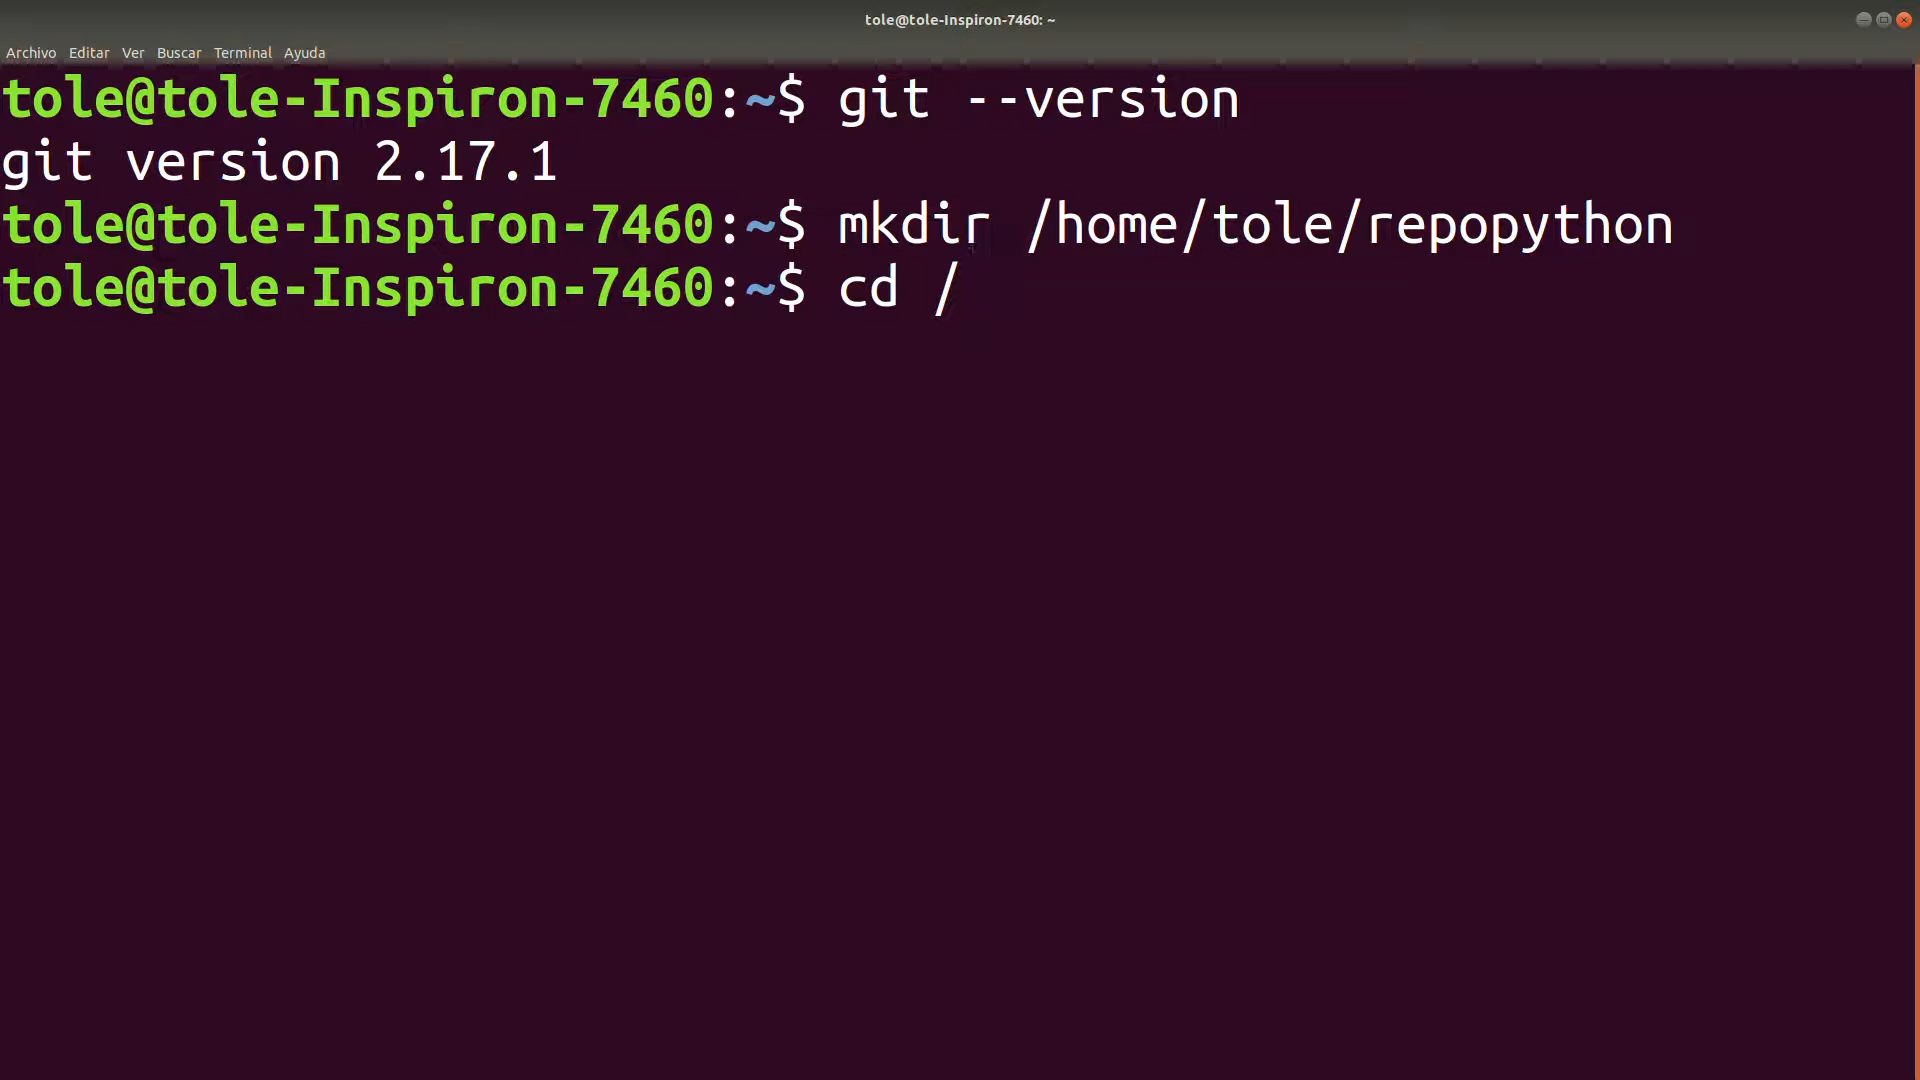 tole@tole-Inspiron-7460: ~
Archivo Editar Ver Buscar Terminal Ayuda
tole@tole-Inspiron-7460:~$ git --version
git version 2.17.1
tole@tole-Inspiron-7460:~$ mkdir /home/tole/repopython
tole@tole-Inspiron-7460:~$ cd /